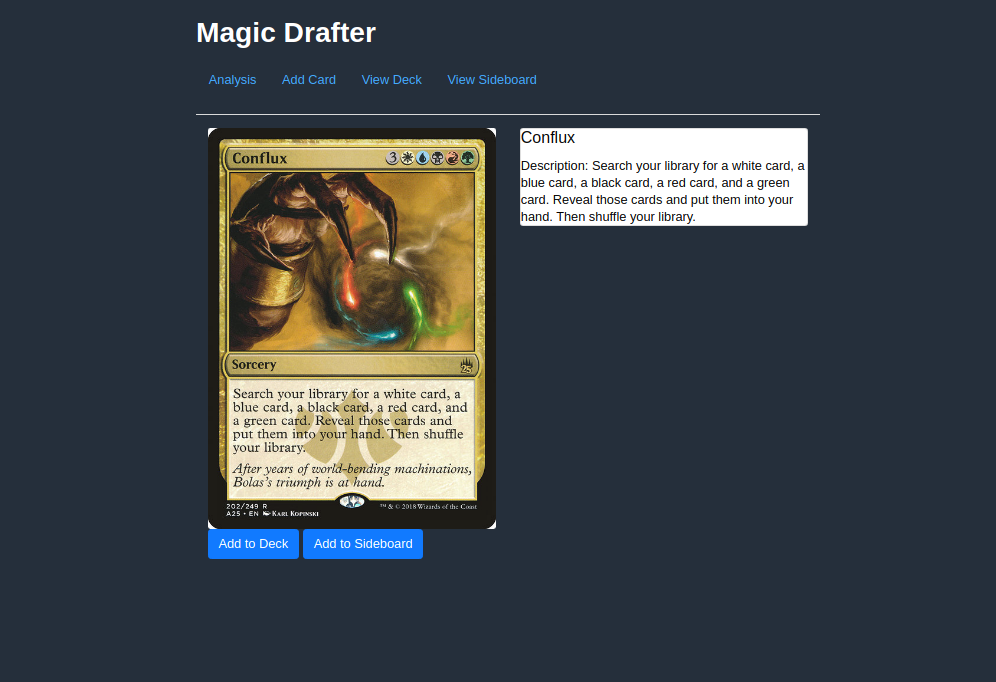 Magic Drafter
Analysis Add Card View Deck View Sideboard
Conflux 3
Sorcery 25
Search your library for a white card, a
blue card, a black card, a red card, and
a green card. Reveal those cards and
put them into your hand. Then shuffle
your library.
After years of world-bending machinations,
Bolas's triumph is at hand.
202/249 R
A25 • EN Karl Kopinski
™ & © 2018 Wizards of the Coast
Add to Deck Add to Sideboard
Conflux
Description: Search your library for a white card, a
blue card, a black card, a red card, and a green
card. Reveal those cards and put them into your
hand. Then shuffle your library.